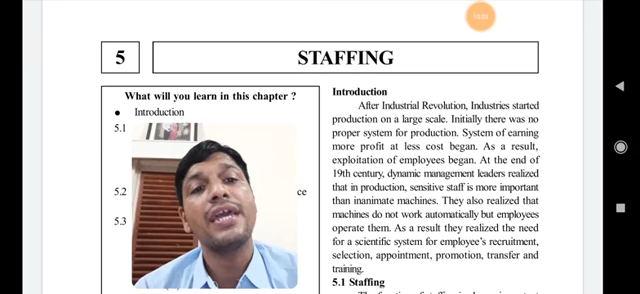 10:03
5
STAFFING
What will you learn in this chapter ?
● Introduction
5.1
5.2
ce
5.3
Introduction
After Industrial Revolution, Industries started
production on a large scale. Initially there was no
proper system for production. System of earning
more profit at less cost began. As a result,
exploitation of employees began. At the end of
19th century, dynamic management leaders realized
that in production, sensitive staff is more important
than inanimate machines. They also realized that
machines do not work automatically but employees
operate them. As a result they realized the need
for a scientific system for employee's recruitment,
selection, appointment, promotion, transfer and
training.
5.1 Staffing